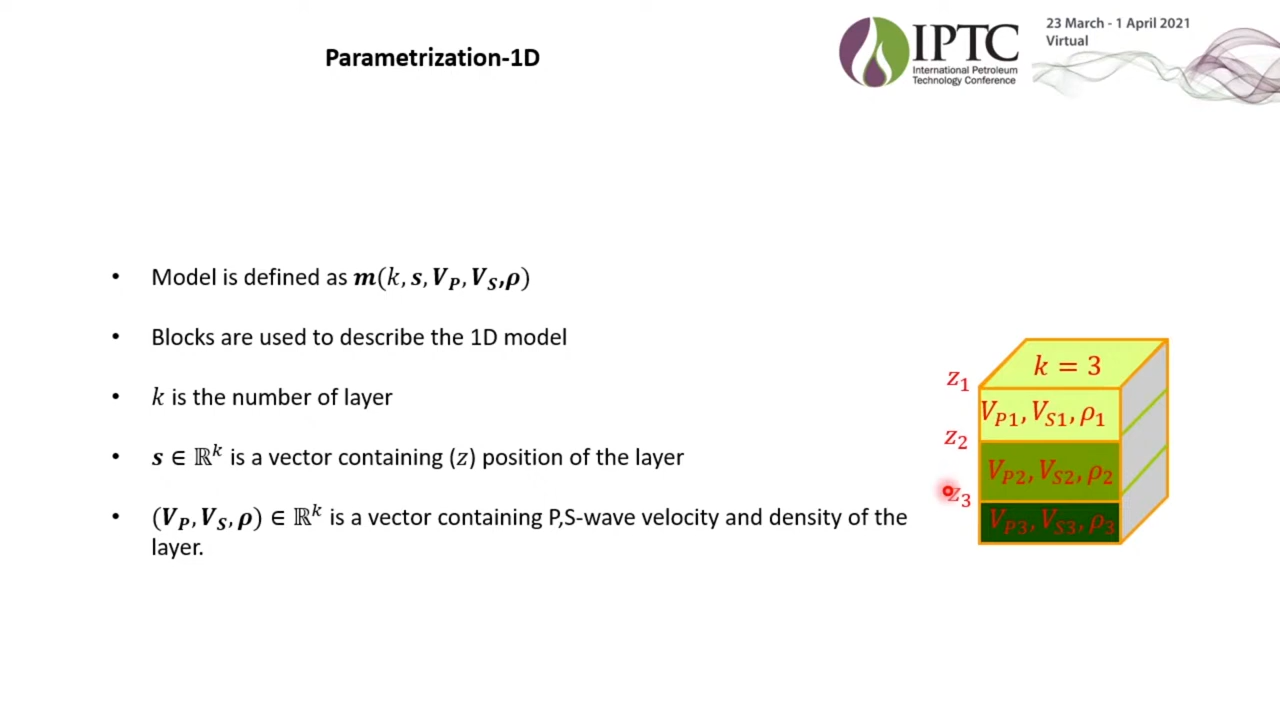 Parametrization-1D
IPTC
International Petroleum
Technology Conference
23 March - 1 April 2021
Virtual
• Model is defined as m(k, s, V_P, V_S, ρ)
• Blocks are used to describe the 1D model
• k is the number of layer
• s ∈ ℝ^k is a vector containing (z) position of the layer
• (V_P, V_S, ρ) ∈ ℝ^k is a vector containing P,S-wave velocity and density of the
layer.
k = 3
z_1
V_P1, V_S1, ρ_1
z_2
V_P2, V_S2, ρ_2
z_3
V_P3, V_S3, ρ_3